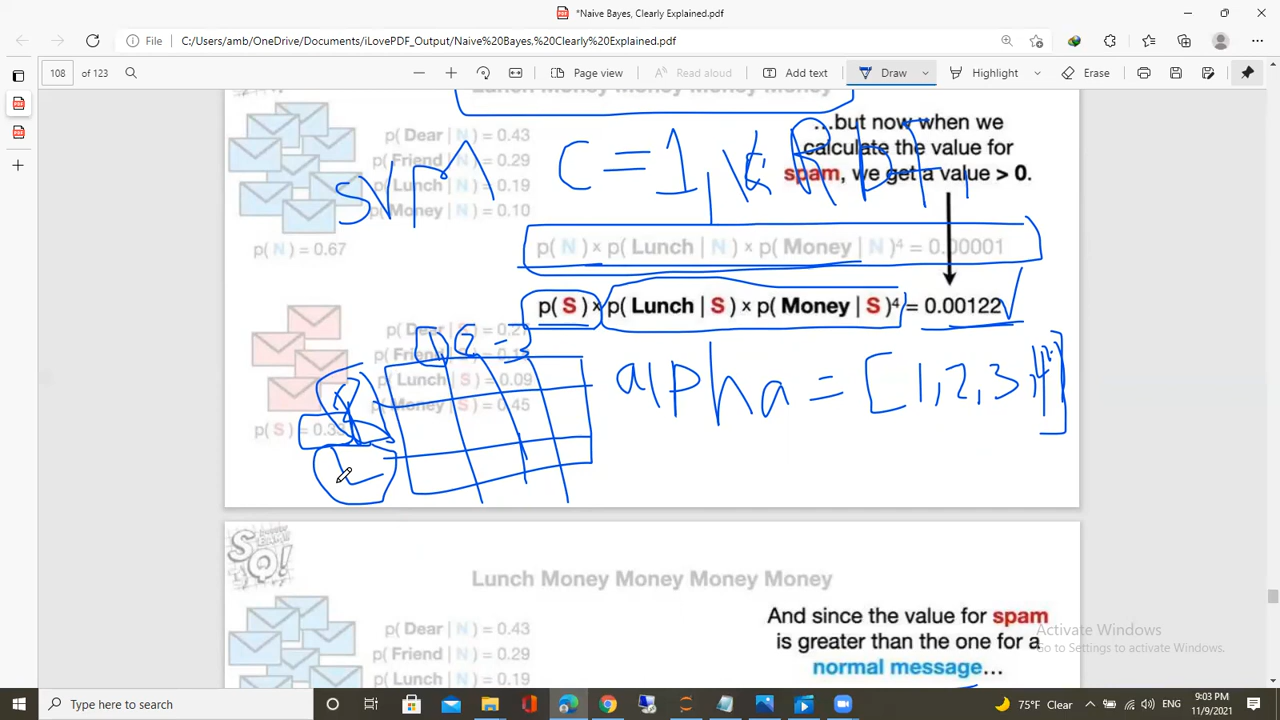 *Naive Bayes, Clearly Explained.pdf
File C:/Users/amb/OneDrive/Documents/iLovePDF_Output/Naive%20Bayes,%20Clearly%20Explained.pdf
108 of 123 Page view Read aloud Add text Draw Highlight Erase
Lunch Money Money Money Money
p( Dear | N ) = 0.43
p( Friend | N ) = 0.29
p( Lunch | N ) = 0.19
p( Money | N ) = 0.10
p( N ) = 0.67
SVM
C = 1,
…but now when we
calculate the value for
spam, we get a value > 0.
p( N ) × p( Lunch | N ) × p( Money | N )⁴ = 0.00001
p( S ) × p( Lunch | S ) × p( Money | S )⁴ = 0.00122
p( Lunch | S ) = 0.09
p( Money | S ) = 0.45
p( S ) = 0.33
alpha = [1,2,3,4]
StatQuest!
Lunch Money Money Money Money
p( Dear | N ) = 0.43
p( Friend | N ) = 0.29
p( Lunch | N ) = 0.19
And since the value for spam
is greater than the one for a
normal message…
Activate Windows
Go to Settings to activate Windows.
Type here to search
75°F Clear
ENG
9:03 PM
11/9/2021